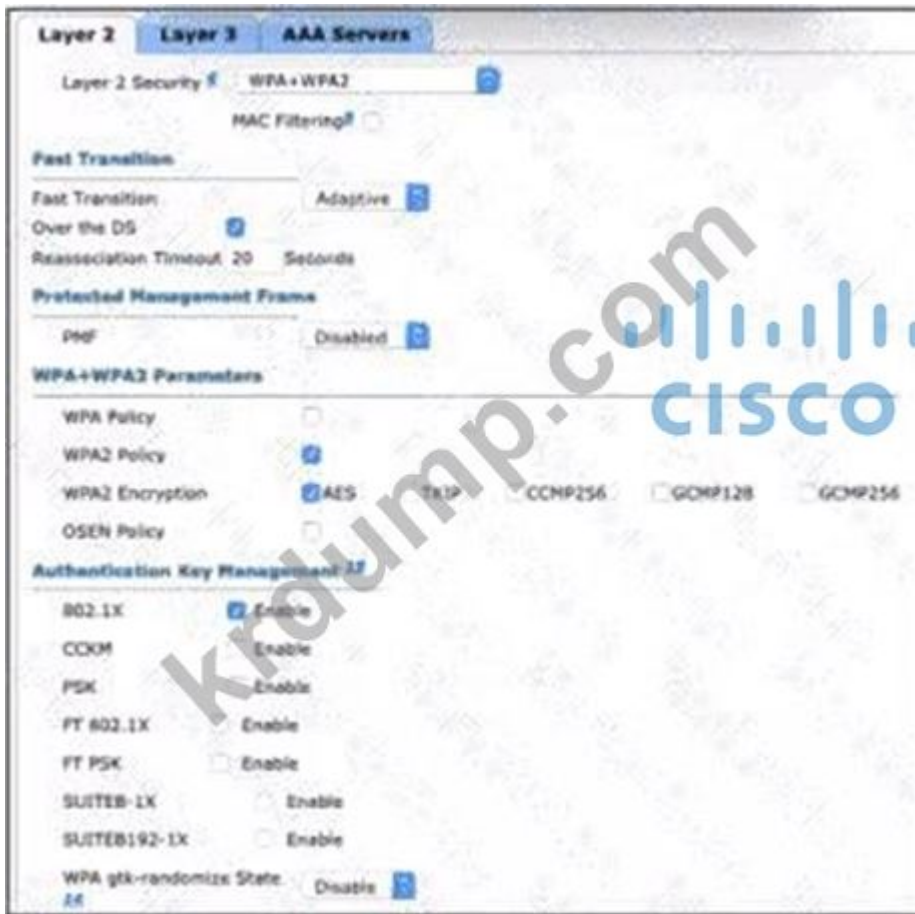 Layer 2 Layer 3 AAA Servers
Layer 2 Security 6 WPA+WPA2
MAC Filtering
Fast Transition
Fast Transition Adaptive
Over the DS
Reassociation Timeout 20 Seconds
Protected Management Frame
PMF Disabled
WPA+WPA2 Parameters
WPA Policy
WPA2 Policy
WPA2 Encryption AES TKIP CCMP256 GCMP128 GCMP256
OSEN Policy
Authentication Key Management
802.1X Enable
CCKM Enable
PSK Enable
FT 802.1X Enable
FT PSK Enable
SUITEB-1X Enable
SUITEB192-1X Enable
WPA gtk-randomize State Disable
14
CISCO
krdump.com